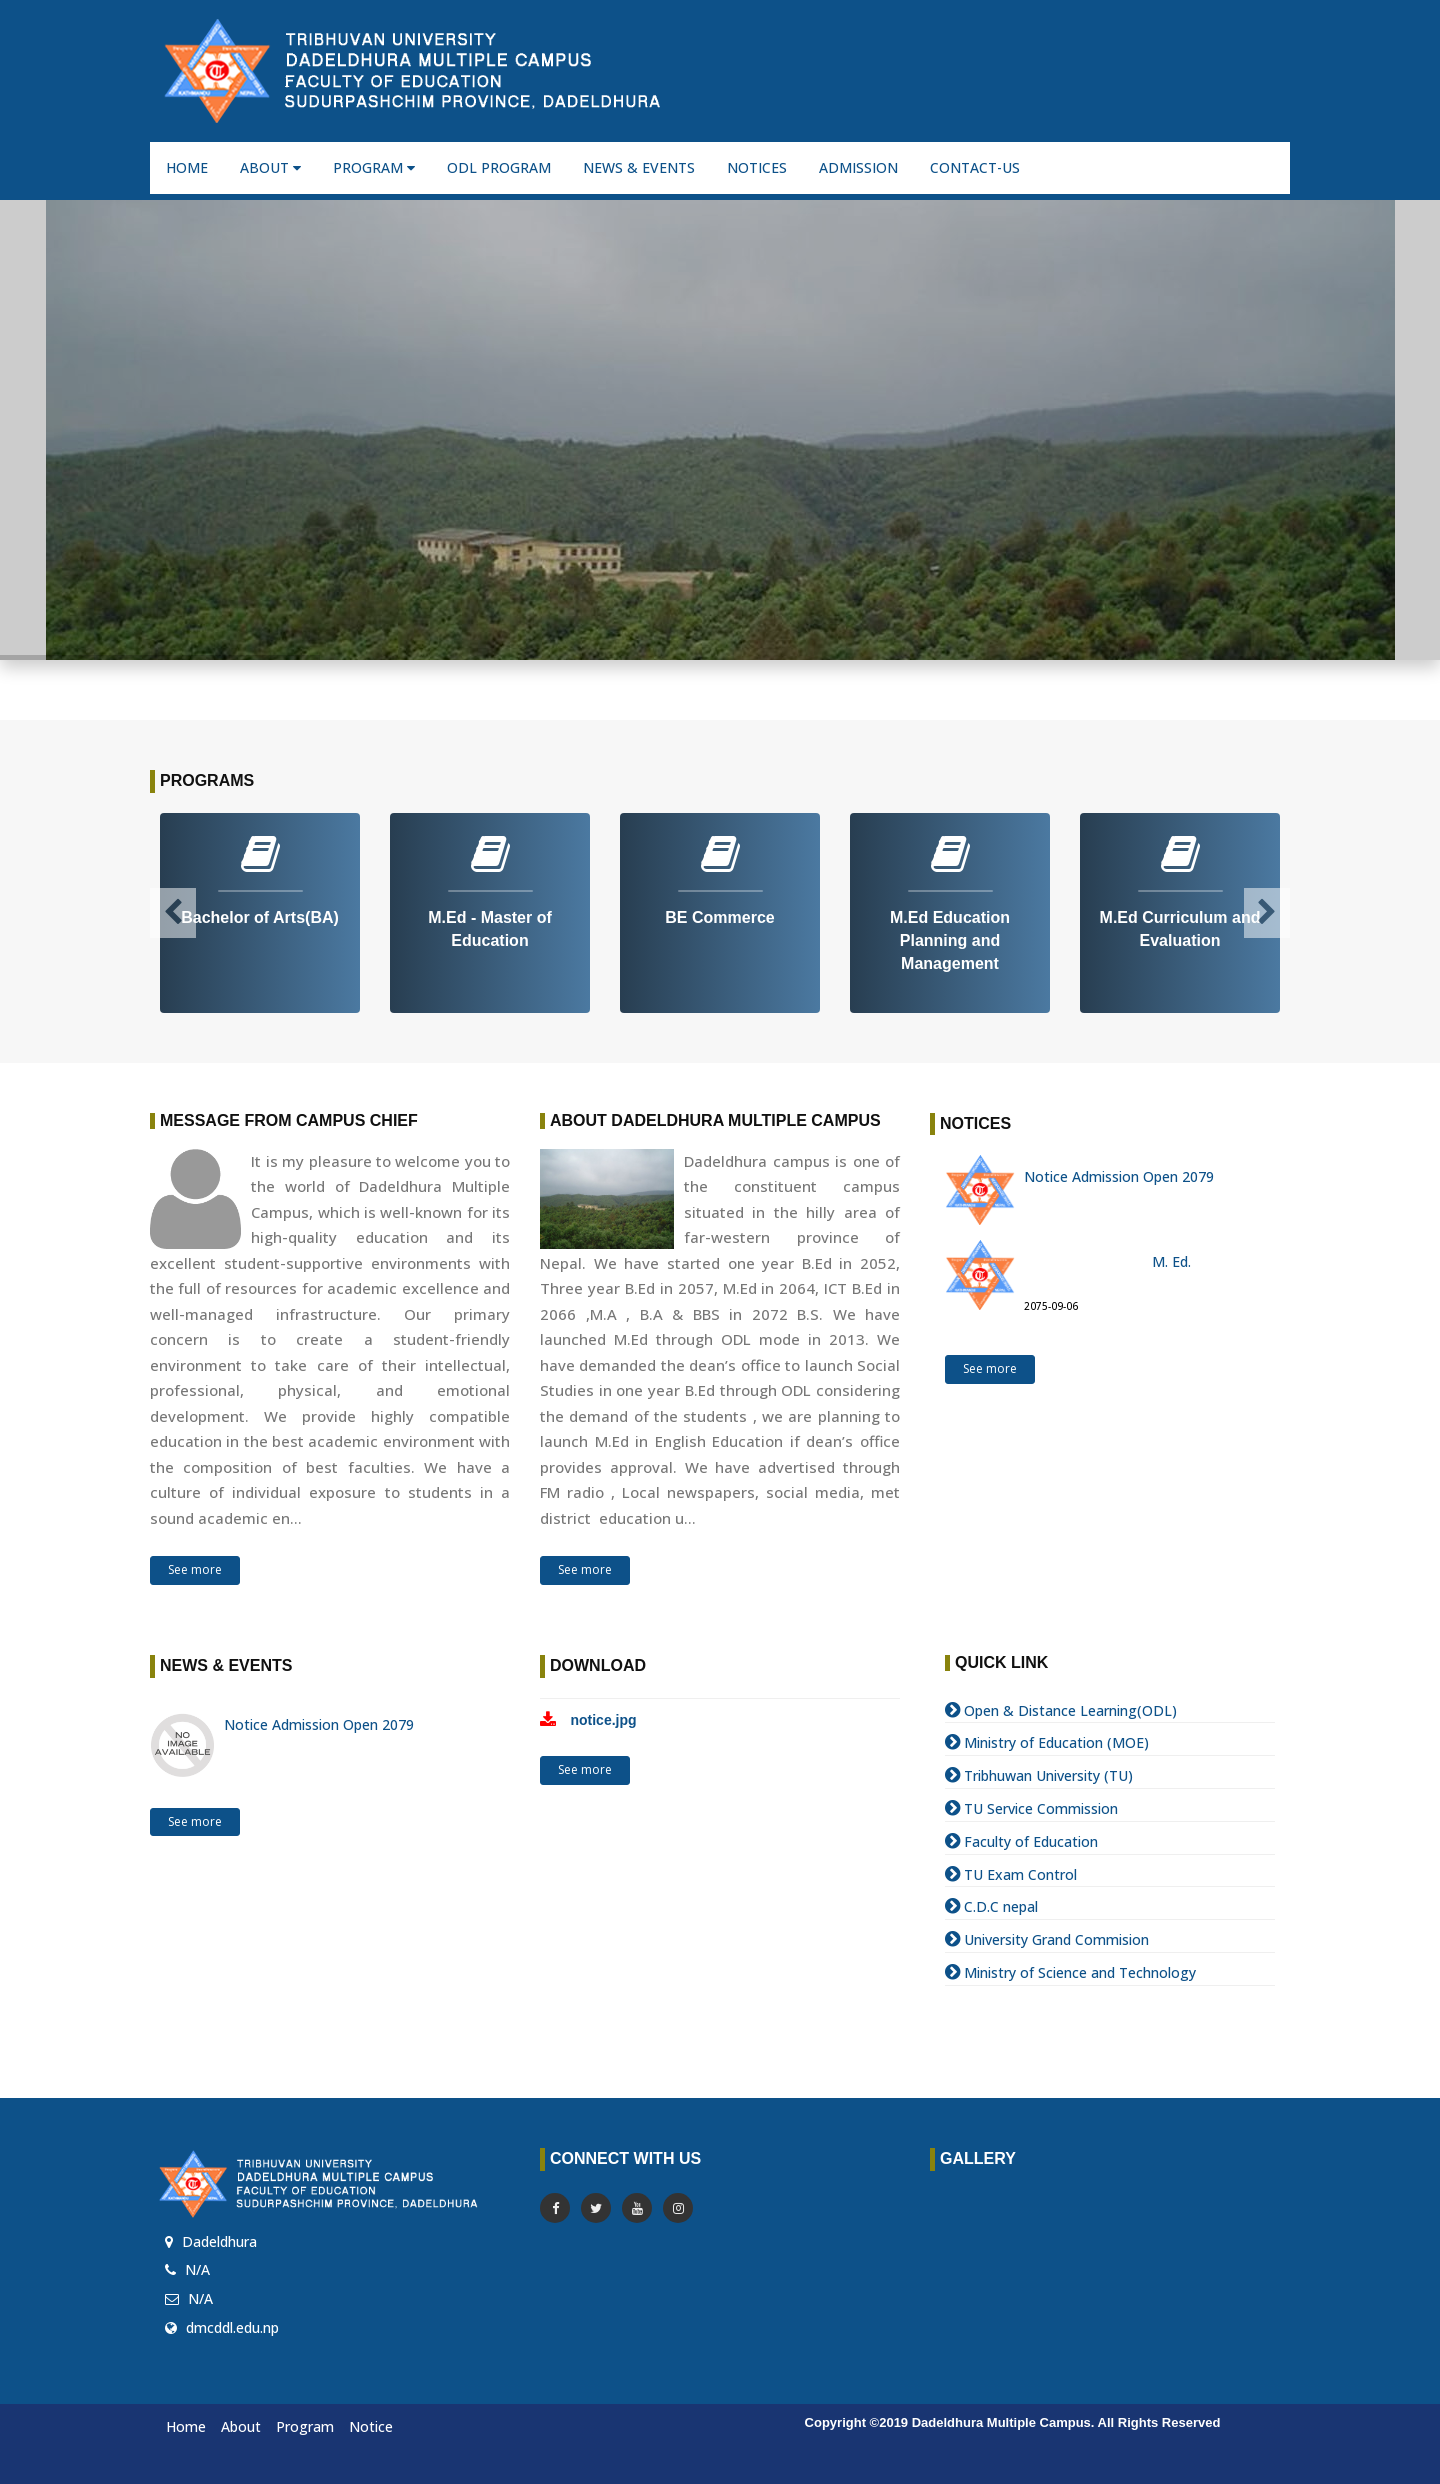 TRIBHUVAN UNIVERSITY
DADELDHURA MULTIPLE CAMPUS
FACULTY OF EDUCATION
SUDURPASHCHIM PROVINCE, DADELDHURA
HOME ABOUT PROGRAM ODL PROGRAM NEWS & EVENTS NOTICES ADMISSION CONTACT-US
PROGRAMS
Bachelor of Arts(BA)
M.Ed - Master of
Education
BE Commerce
M.Ed Education
Planning and
Management
M.Ed Curriculum and
Evaluation
MESSAGE FROM CAMPUS CHIEF
It is my pleasure to welcome you to
the world of Dadeldhura Multiple
Campus, which is well-known for its
high-quality education and its
excellent student-supportive environments with
the full of resources for academic excellence and
well-managed infrastructure. Our primary
concern is to create a student-friendly
environment to take care of their intellectual,
professional, physical, and emotional
development. We provide highly compatible
education in the best academic environment with
the composition of best faculties. We have a
culture of individual exposure to students in a
sound academic en...
See more
ABOUT DADELDHURA MULTIPLE CAMPUS
Dadeldhura campus is one of
the constituent campus
situated in the hilly area of
far-western province of
Nepal. We have started one year B.Ed in 2052,
Three year B.Ed in 2057, M.Ed in 2064, ICT B.Ed in
2066 ,M.A , B.A & BBS in 2072 B.S. We have
launched M.Ed through ODL mode in 2013. We
have demanded the dean’s office to launch Social
Studies in one year B.Ed through ODL considering
the demand of the students , we are planning to
launch M.Ed in English Education if dean’s office
provides approval. We have advertised through
FM radio , Local newspapers, social media, met
district education u...
See more
NOTICES
Notice Admission Open 2079
M. Ed.
2075-09-06
See more
NEWS & EVENTS
NO
IMAGE
AVAILABLE
Notice Admission Open 2079
See more
DOWNLOAD
notice.jpg
See more
QUICK LINK
Open & Distance Learning(ODL)
Ministry of Education (MOE)
Tribhuwan University (TU)
TU Service Commission
Faculty of Education
TU Exam Control
C.D.C nepal
University Grand Commision
Ministry of Science and Technology
TRIBHUVAN UNIVERSITY
DADELDHURA MULTIPLE CAMPUS
FACULTY OF EDUCATION
SUDURPASHCHIM PROVINCE, DADELDHURA
Dadeldhura
N/A
N/A
dmcddl.edu.np
CONNECT WITH US
GALLERY
Home About Program Notice
Copyright ©2019 Dadeldhura Multiple Campus. All Rights Reserved